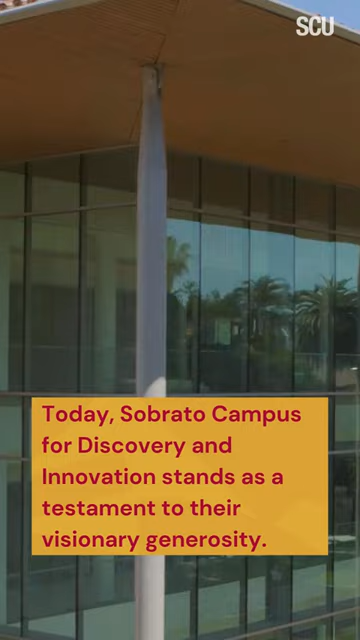 SCU
Today, Sobrato Campus
for Discovery and
Innovation stands as a
testament to their
visionary generosity.